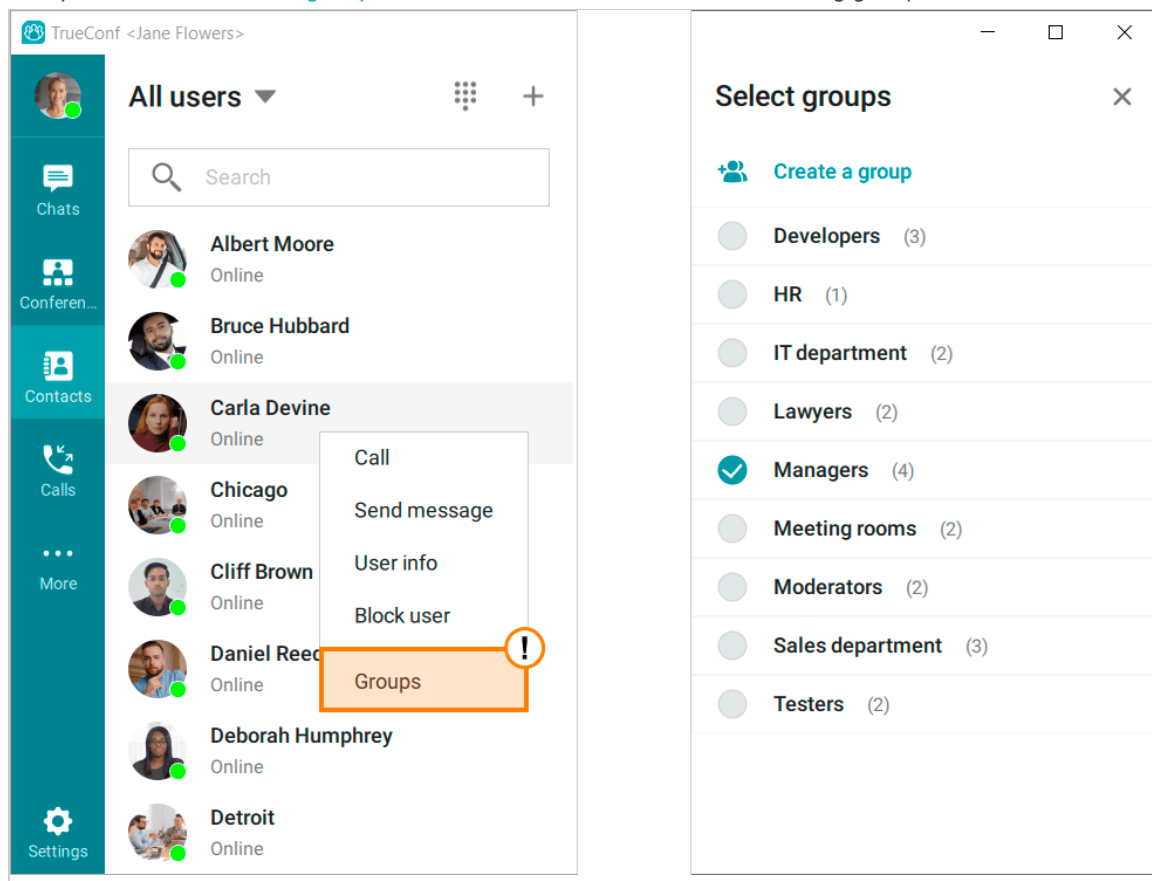 TrueConf <Jane Flowers>
All users
Search
Chats
Conferen...
Contacts
Calls
More
Settings
Albert Moore
Online
Bruce Hubbard
Online
Carla Devine
Online
Chicago
Online
Cliff Brown
Online
Daniel Reed
Online
Deborah Humphrey
Online
Detroit
Online
Call
Send message
User info
Block user
Groups
!
Select groups
Create a group
Developers (3)
HR (1)
IT department (2)
Lawyers (2)
Managers (4)
Meeting rooms (2)
Moderators (2)
Sales department (3)
Testers (2)